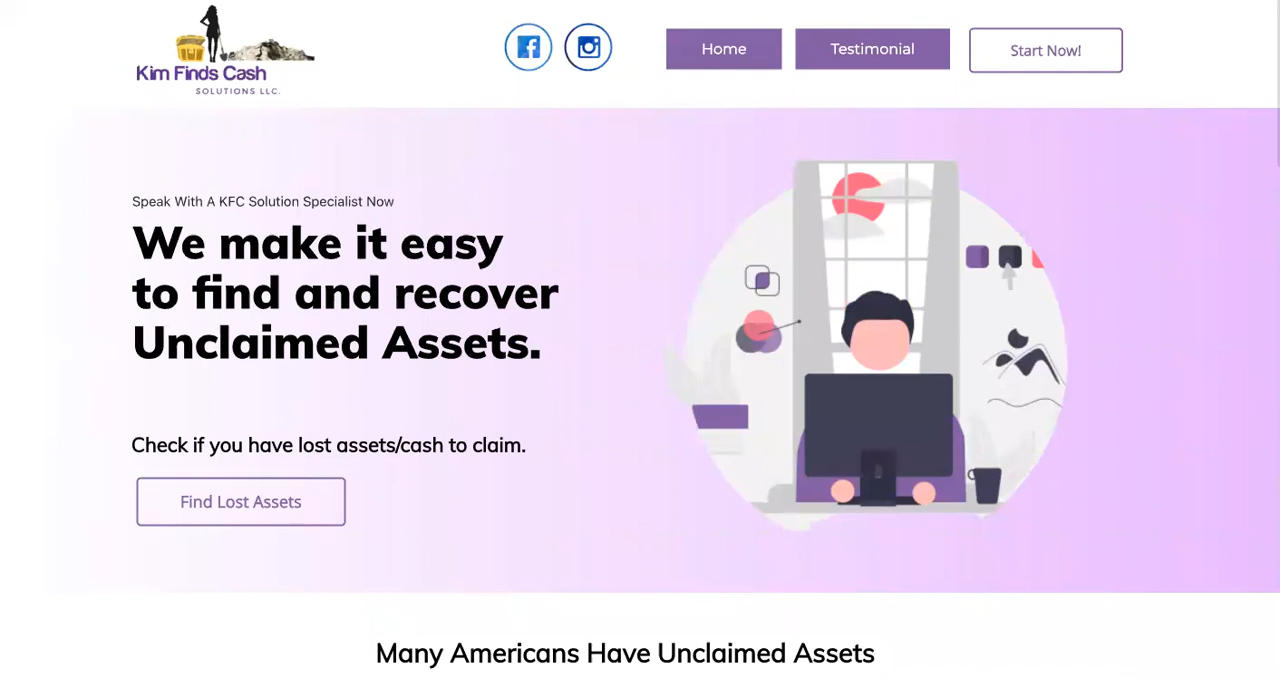 Kim Finds Cash
SOLUTIONS LLC.
Home
Testimonial
Start Now!
Speak With A KFC Solution Specialist Now
We make it easy
to find and recover
Unclaimed Assets.
Check if you have lost assets/cash to claim.
Find Lost Assets
Many Americans Have Unclaimed Assets